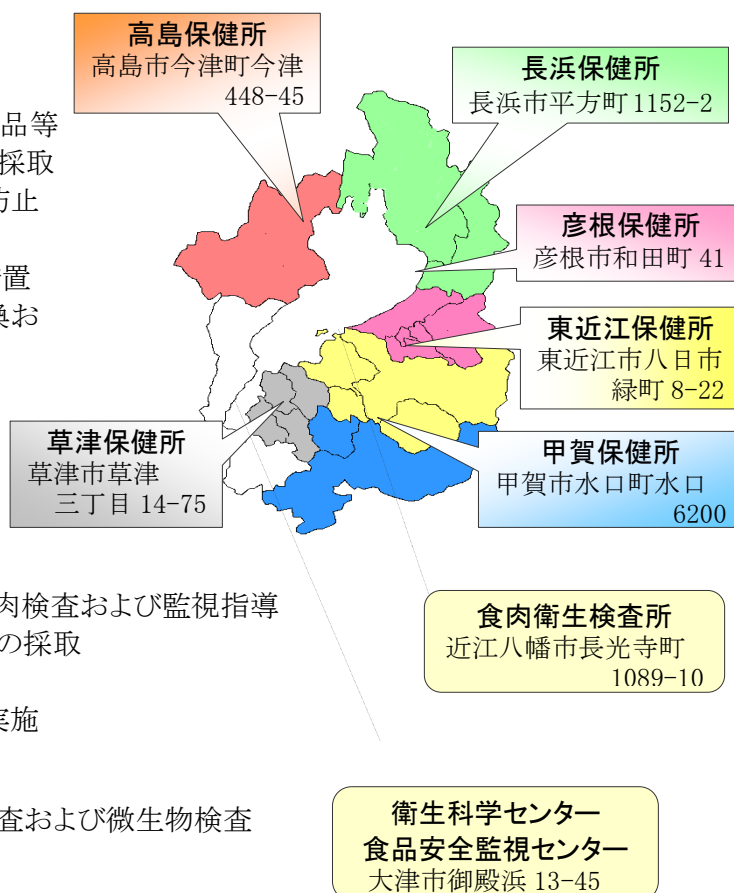 高島保健所
高島市今津町今津
448-45
長浜保健所
長浜市平方町 1152-2
品等
採取
防止
彦根保健所
彦根市和田町 41
置
換お
東近江保健所
東近江市八日市
緑町 8-22
草津保健所
草津市草津
三丁目 14-75
甲賀保健所
甲賀市水口町水口
6200
肉検査および監視指導
の採取
実施
査および微生物検査
食肉衛生検査所
近江八幡市長光寺町
1089-10
衛生科学センター
食品安全監視センター
大津市御殿浜 13-45